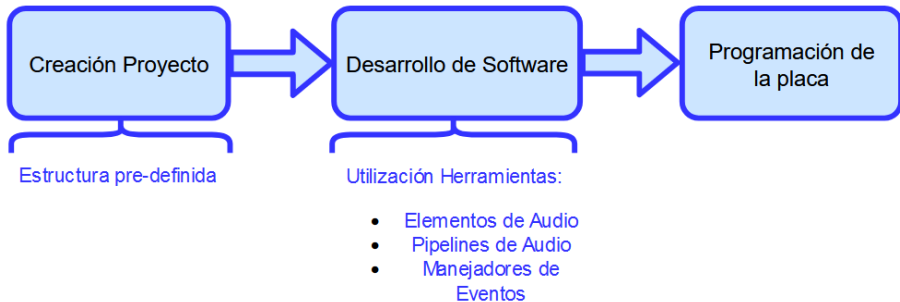 Creación Proyecto
Desarrollo de Software
Programación de
la placa
Estructura pre-definida
Utilización Herramientas:
• Elementos de Audio
• Pipelines de Audio
• Manejadores de
Eventos